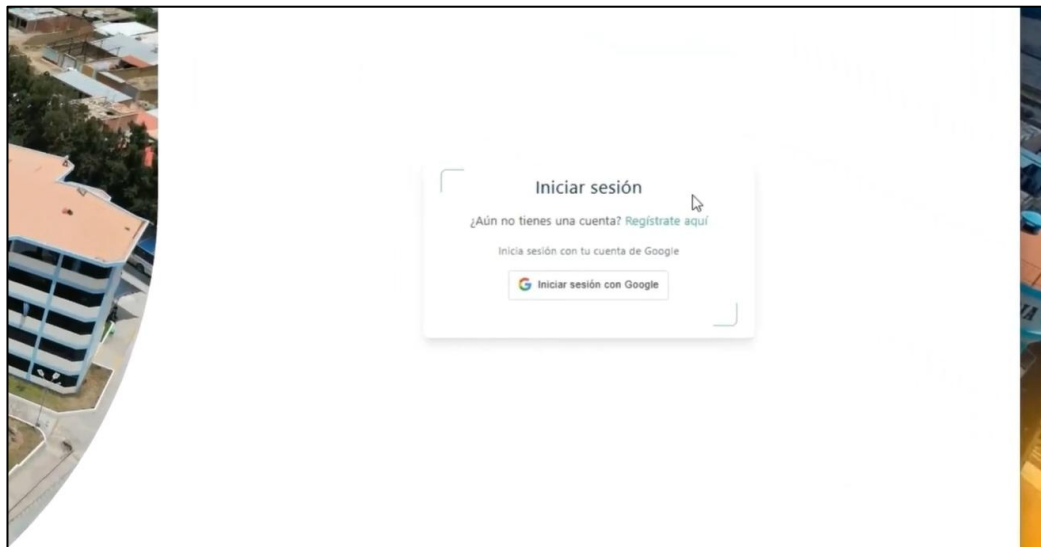 Iniciar sesión
¿Aún no tienes una cuenta? Regístrate aquí
Inicia sesión con tu cuenta de Google
Iniciar sesión con Google